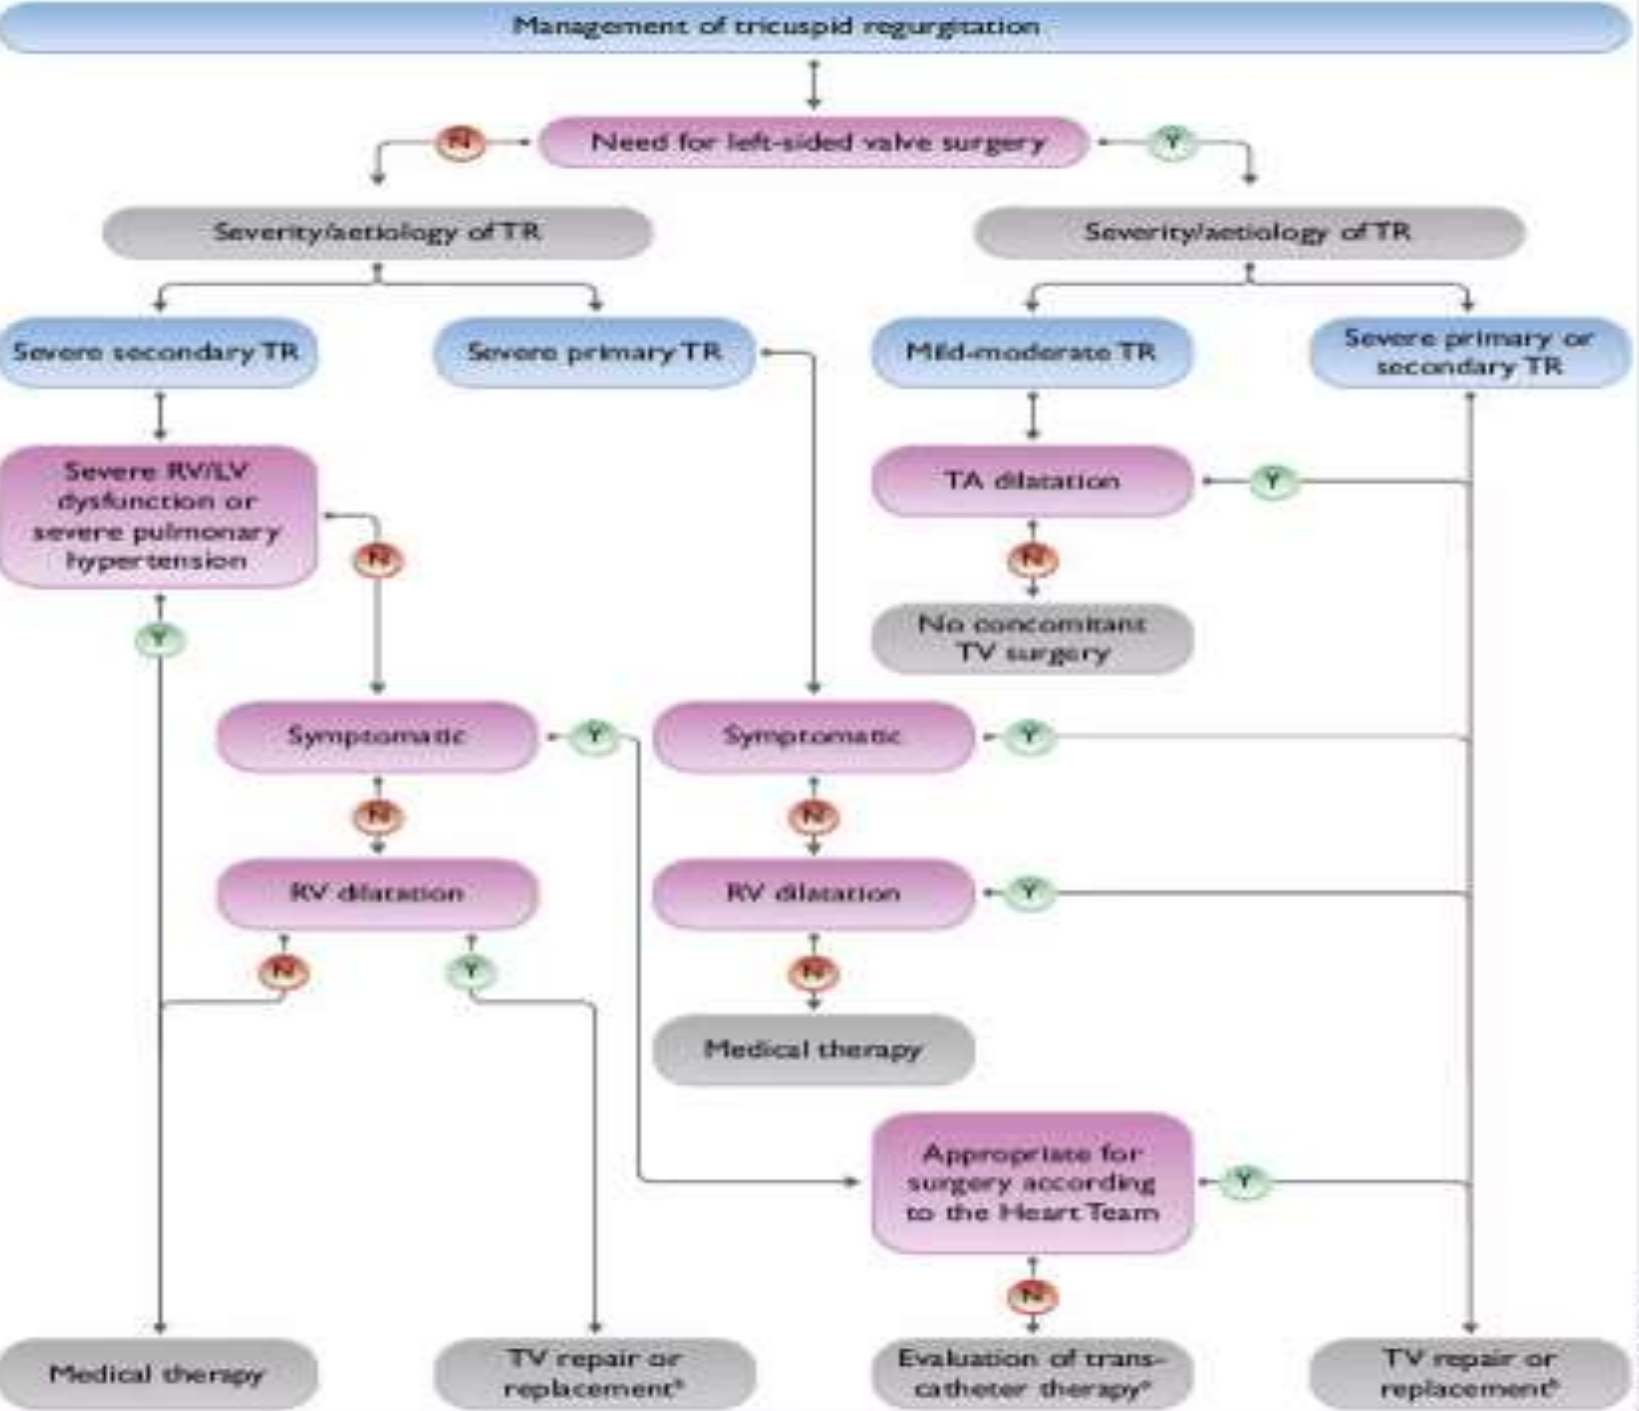 Management of tricuspid regurgitation
N
Need for left-sided valve surgery
Y
Severity/aetiology of TR
Severity/aetiology of TR
Severe secondary TR
Severe primary TR
Mild-moderate TR
Severe primary or
secondary TR
Severe RV/LV
dysfunction or
severe pulmonary
hypertension
N
TA dilatation
Y
N
No concomitant
TV surgery
Y
Symptomatic
Y
Symptomatic
Y
N
N
RV dilatation
RV dilatation
Y
N
Y
N
Medical therapy
Appropriate for
surgery according
to the Heart Team
Y
N
Medical therapy
TV repair or
replacement
Evaluation of trans-
catheter therapy
TV repair or
replacement